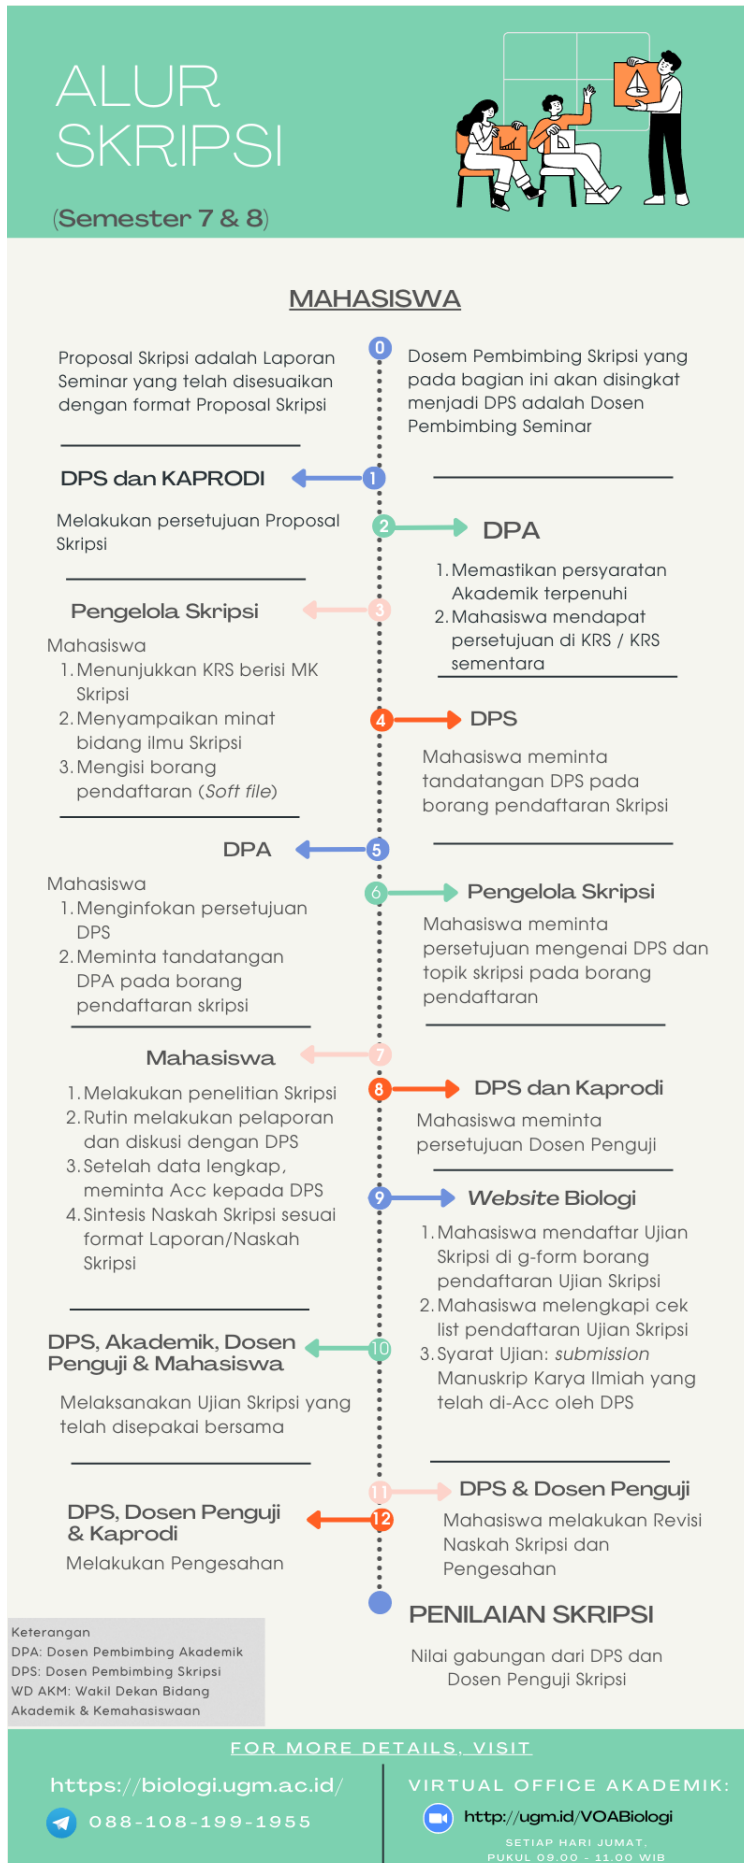 ALUR
SKRIPSI
(Semester 7 & 8)
MAHASISWA
0
Proposal Skripsi adalah Laporan
Seminar yang telah disesuaikan
dengan format Proposal Skripsi
Dosem Pembimbing Skripsi yang
pada bagian ini akan disingkat
menjadi DPS adalah Dosen
Pembimbing Seminar
DPS dan KAPRODI
1
Melakukan persetujuan Proposal
Skripsi
2
DPA
1. Memastikan persyaratan
Akademik terpenuhi
2. Mahasiswa mendapat
persetujuan di KRS / KRS
sementara
Pengelola Skripsi
3
Mahasiswa
1. Menunjukkan KRS berisi MK
Skripsi
2. Menyampaikan minat
bidang ilmu Skripsi
3. Mengisi borang
pendaftaran (Soft file)
4
DPS
Mahasiswa meminta
tandatangan DPS pada
borang pendaftaran Skripsi
DPA
5
Mahasiswa
1. Menginfokan persetujuan
DPS
2. Meminta tandatangan
DPA pada borang
pendaftaran skripsi
6
Pengelola Skripsi
Mahasiswa meminta
persetujuan mengenai DPS dan
topik skripsi pada borang
pendaftaran
Mahasiswa
7
1. Melakukan penelitian Skripsi
2. Rutin melakukan pelaporan
dan diskusi dengan DPS
3. Setelah data lengkap,
meminta Acc kepada DPS
4. Sintesis Naskah Skripsi sesuai
format Laporan/Naskah
Skripsi
8
DPS dan Kaprodi
Mahasiswa meminta
persetujuan Dosen Penguji
9
Website Biologi
1. Mahasiswa mendaftar Ujian
Skripsi di g-form borang
pendaftaran Ujian Skripsi
2. Mahasiswa melengkapi cek
list pendaftaran Ujian Skripsi
3. Syarat Ujian: submission
Manuskrip Karya Ilmiah yang
telah di-Acc oleh DPS
DPS, Akademik, Dosen
Penguji & Mahasiswa
10
Melaksanakan Ujian Skripsi yang
telah disepakai bersama
11
DPS & Dosen Penguji
Mahasiswa melakukan Revisi
Naskah Skripsi dan
Pengesahan
DPS, Dosen Penguji
& Kaprodi
12
Melakukan Pengesahan
PENILAIAN SKRIPSI
Nilai gabungan dari DPS dan
Dosen Penguji Skripsi
Keterangan
DPA: Dosen Pembimbing Akademik
DPS: Dosen Pembimbing Skripsi
WD AKM: Wakil Dekan Bidang
Akademik & Kemahasiswaan
FOR MORE DETAILS, VISIT
https://biologi.ugm.ac.id/
088-108-199-1955
VIRTUAL OFFICE AKADEMIK:
http://ugm.id/VOABiologi
SETIAP HARI JUMAT,
PUKUL 09.00 - 11.00 WIB